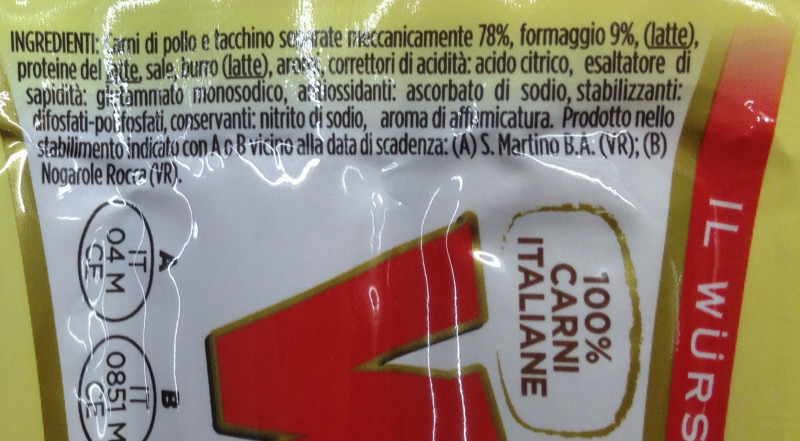 INGREDIENTI: Carni di pollo e tacchino separate meccanicamente 78%, formaggio 9%, (latte),
proteine del latte, sale, burro (latte), aromi, correttori di acidità: acido citrico, esaltatore di
sapidità: glutammato monosodico, antiossidanti: ascorbato di sodio, stabilizzanti:
difosfati-polifosfati, conservanti: nitrito di sodio, aroma di affumicatura. Prodotto nello
stabilimento indicato con A o B vicino alla data di scadenza: (A) S. Martino B.A. (VR); (B)
Nogarole Rocca (VR).
A
IT
04 M
CE
B
IT
0851 M
CE
100%
CARNI
ITALIANE
IL WÜRS